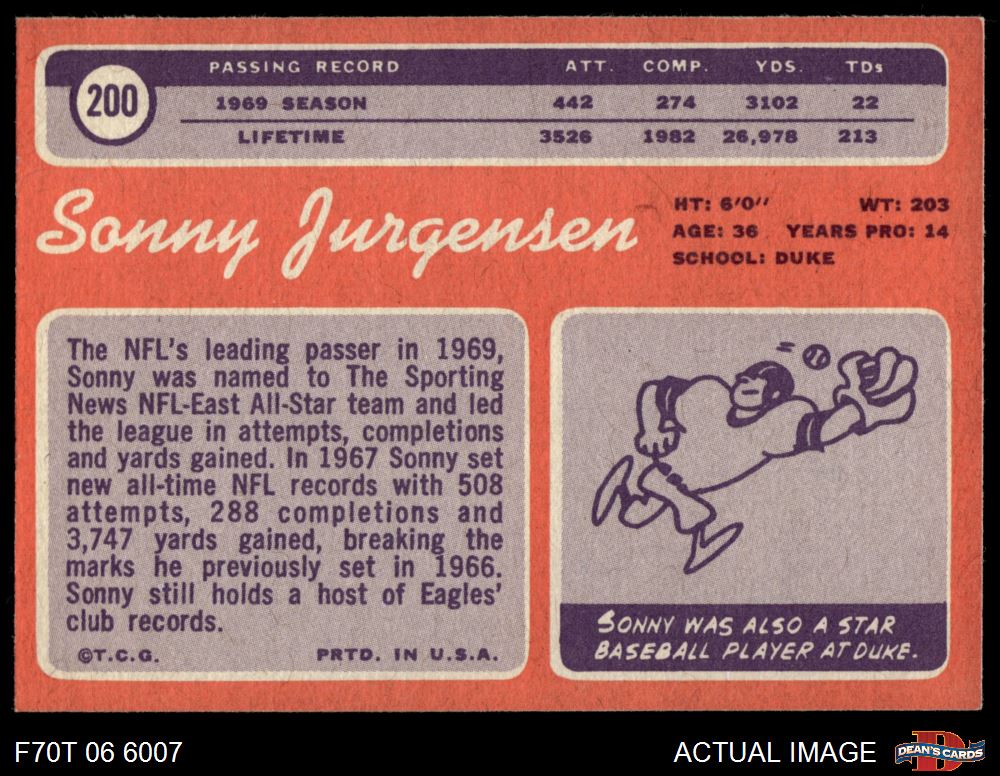 200
PASSING RECORD ATT. COMP. YDS. TDs
1969 SEASON 442 274 3102 22
LIFETIME 3526 1982 26,978 213
Sonny Jurgensen
HT: 6'0" WT: 203
AGE: 36 YEARS PRO: 14
SCHOOL: DUKE
The NFL's leading passer in 1969,
Sonny was named to The Sporting
News NFL-East All-Star team and led
the league in attempts, completions
and yards gained. In 1967 Sonny set
new all-time NFL records with 508
attempts, 288 completions and
3,747 yards gained, breaking the
marks he previously set in 1966.
Sonny still holds a host of Eagles'
club records.
©T.C.G. PRTD. IN U.S.A.
SONNY WAS ALSO A STAR
BASEBALL PLAYER AT DUKE.
F70T 06 6007
ACTUAL IMAGE
D
DEAN'S CARDS